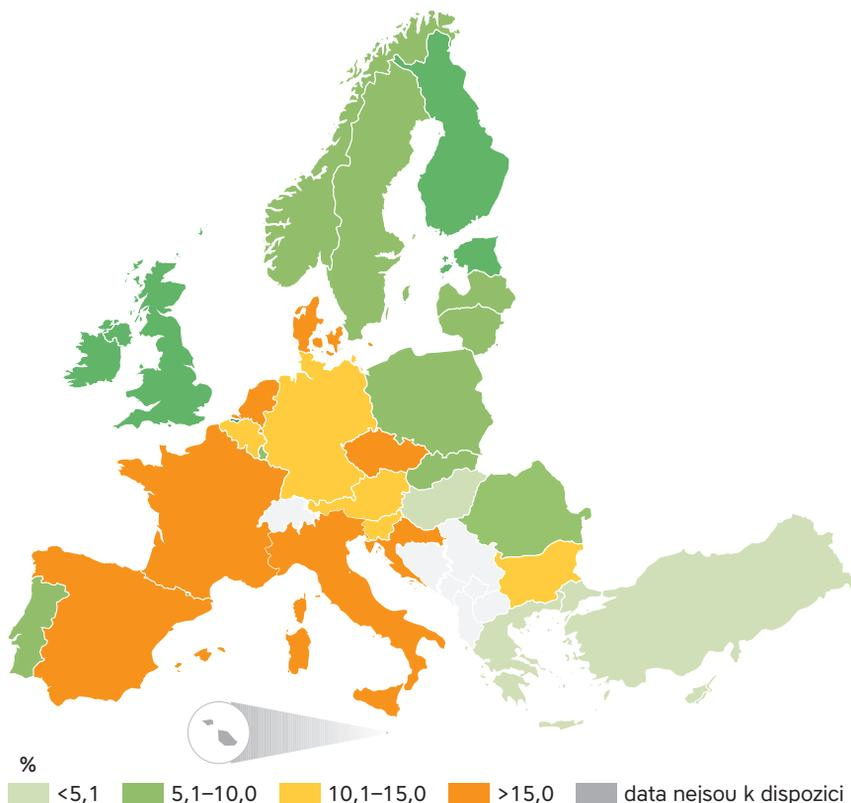 %
<5,1 5,1–10,0 10,1–15,0 >15,0 data nejsou k dispozici